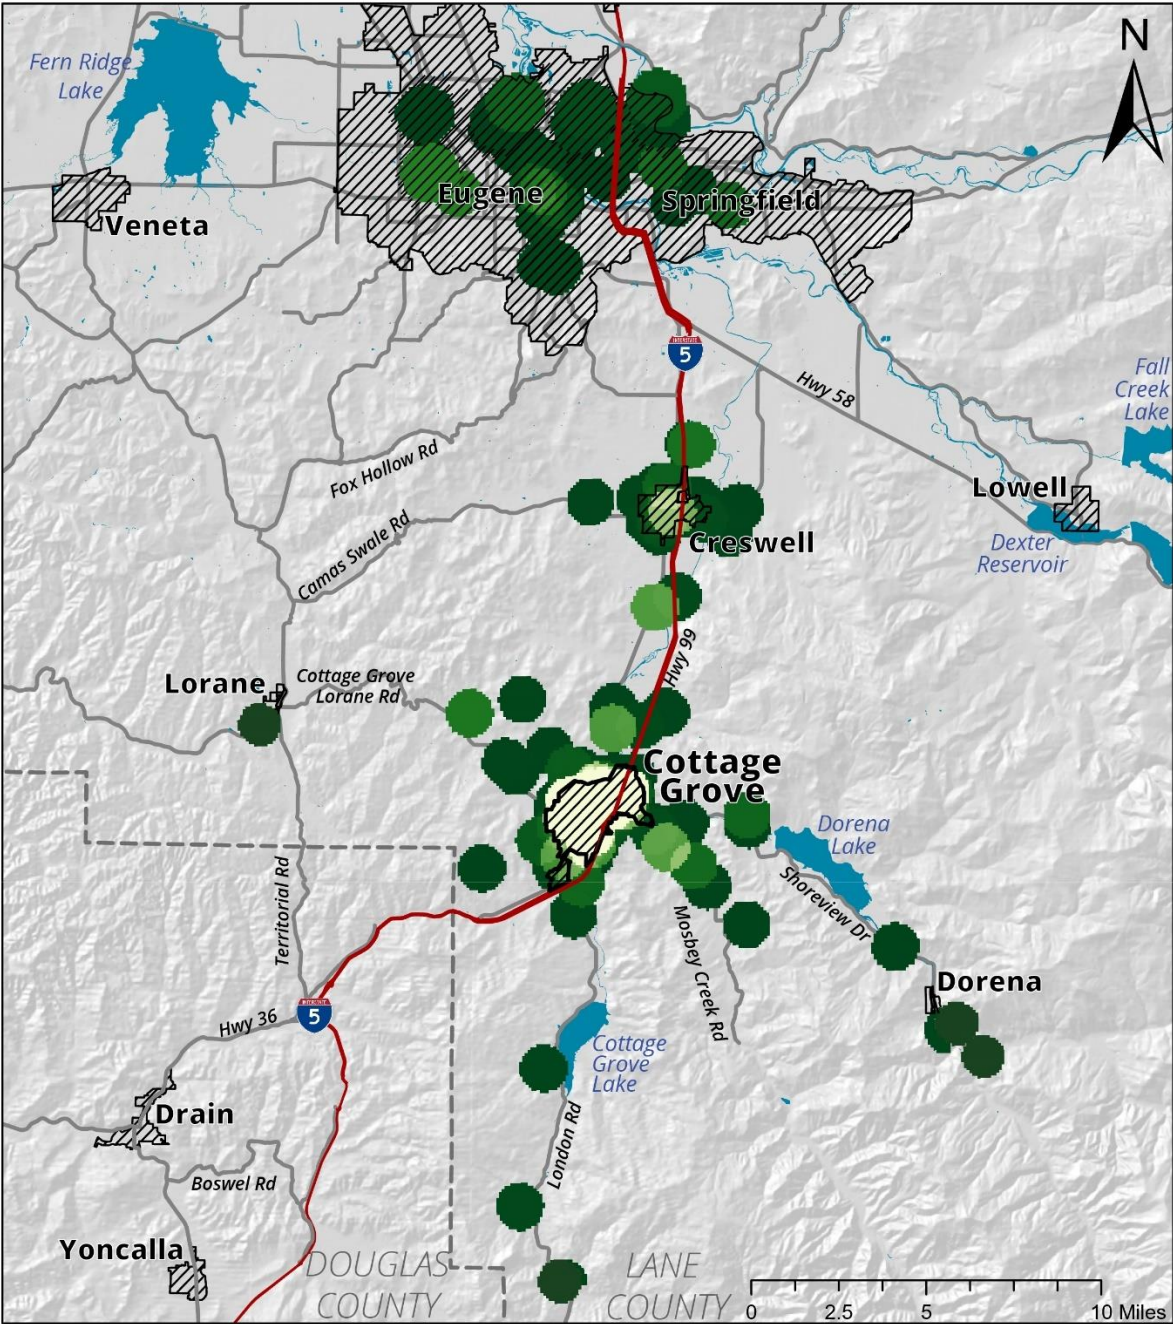 N
Fern Ridge
Lake
Eugene
Springfield
Veneta
INTERSTATE
5
Hwy 58
Fall
Creek
Lake
Fox Hollow Rd
Lowell
Camas Swale Rd
Creswell
Dexter
Reservoir
Hwy 99
Lorane
Cottage Grove
Lorane Rd
Cottage
Grove
Dorena
Lake
Territorial Rd
Shoreview Dr
Mosbey Creek Rd
Dorena
INTERSTATE
5
Hwy 36
Cottage
Grove
Lake
Drain
London Rd
Boswel Rd
Yoncalla
DOUGLAS
COUNTY
LANE
COUNTY
0 2.5 5 10 Miles